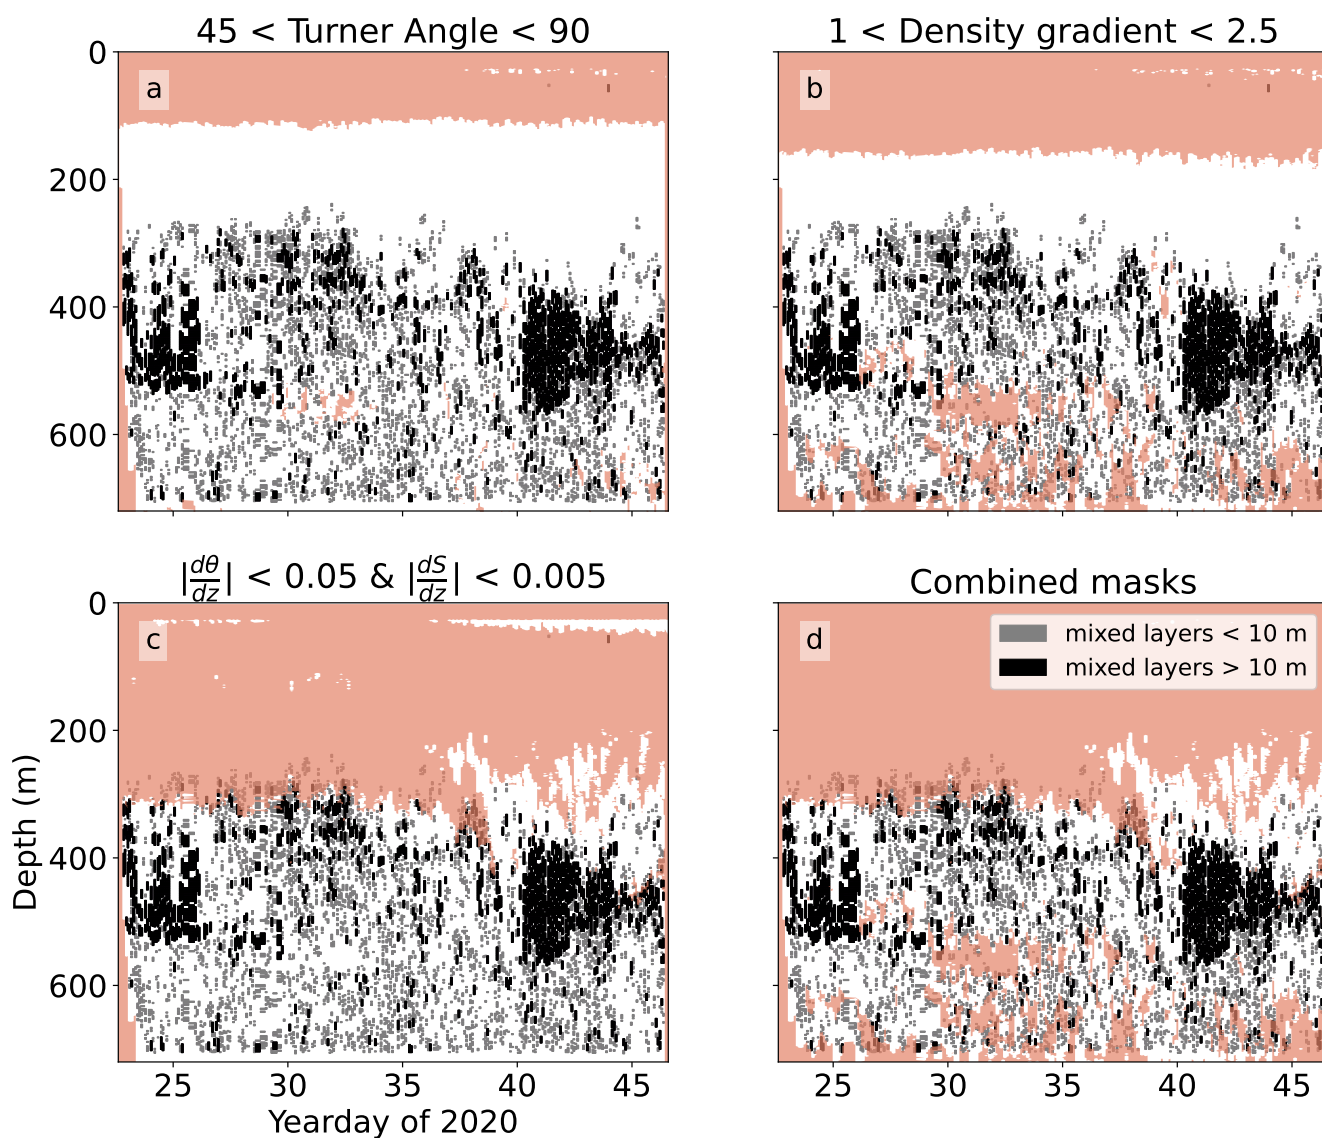 45 < Turner Angle < 90
1 < Density gradient < 2.5
0
200
400
600
a
b
|dθ/dz| < 0.05 & |dS/dz| < 0.005
Combined masks
0
200
400
600
Depth (m)
c
d
mixed layers < 10 m
mixed layers > 10 m
25 30 35 40 45
25 30 35 40 45
Yearday of 2020